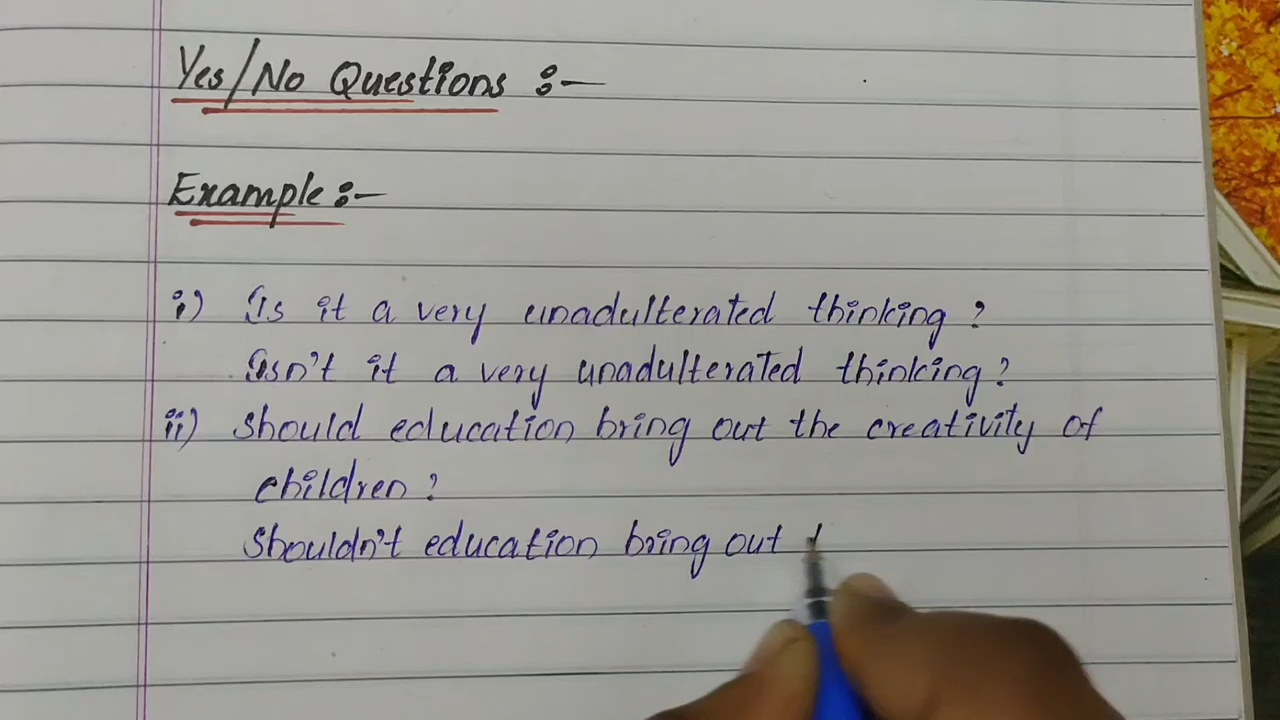 Yes/No Questions :-
Example :-
i) Is it a very unadulterated thinking ?
Isn't it a very unadulterated thinking ?
ii) Should education bring out the creativity of
children ?
Shouldn't education bring out